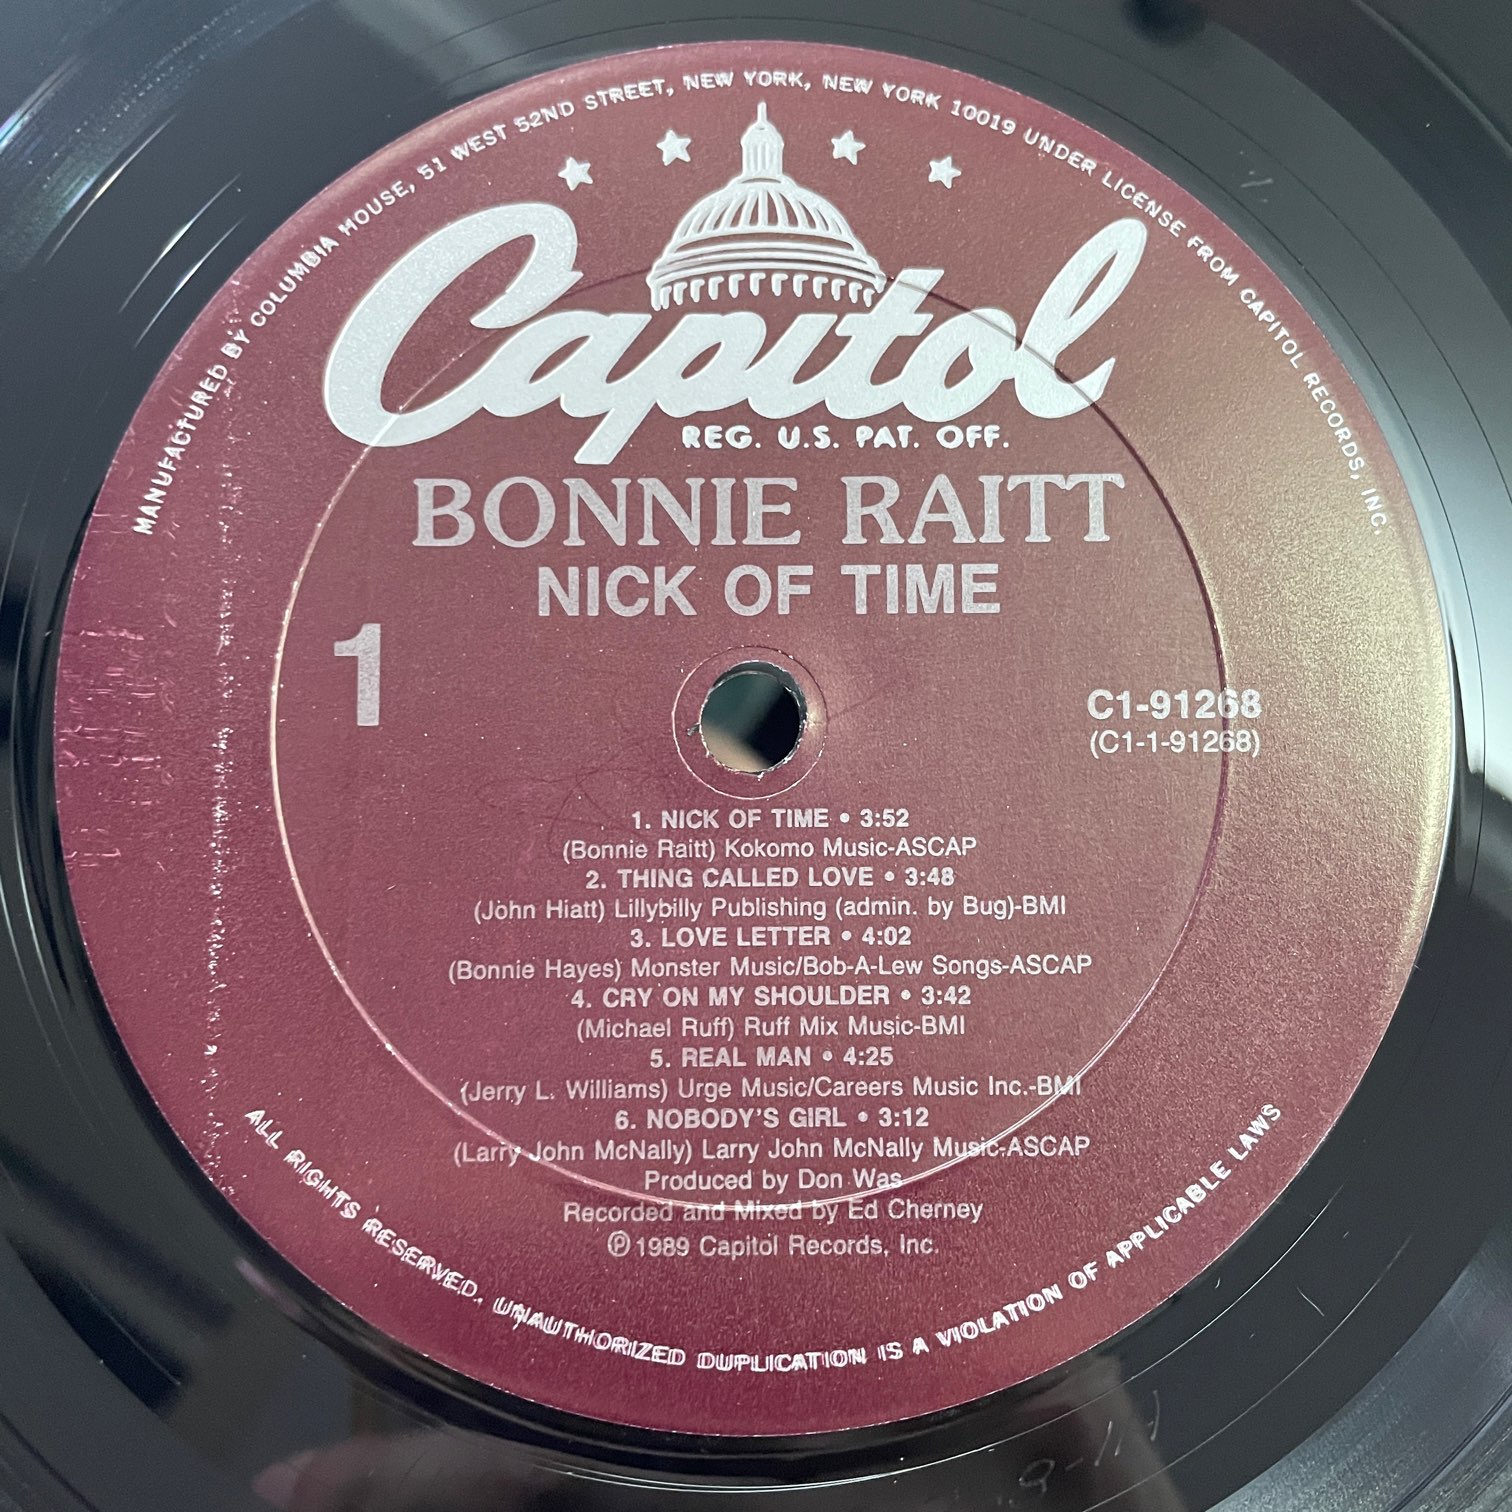 MANUFACTURED BY COLUMBIA HOUSE, 51 WEST 52ND STREET, NEW YORK, NEW YORK 10019 UNDER LICENSE FROM CAPITOL RECORDS, INC.
Capitol
REG. U.S. PAT. OFF.
BONNIE RAITT
NICK OF TIME
1
C1-91268
(C1-1-91268)
1. NICK OF TIME • 3:52
(Bonnie Raitt) Kokomo Music-ASCAP
2. THING CALLED LOVE • 3:48
(John Hiatt) Lillybilly Publishing (admin. by Bug)-BMI
3. LOVE LETTER • 4:02
(Bonnie Hayes) Monster Music/Bob-A-Lew Songs-ASCAP
4. CRY ON MY SHOULDER • 3:42
(Michael Ruff) Ruff Mix Music-BMI
5. REAL MAN • 4:25
(Jerry L. Williams) Urge Music/Careers Music Inc.-BMI
6. NOBODY'S GIRL • 3:12
(Larry John McNally) Larry John McNally Music-ASCAP
Produced by Don Was
Recorded and Mixed by Ed Cherney
℗ 1989 Capitol Records, Inc.
ALL RIGHTS RESERVED. UNAUTHORIZED DUPLICATION IS A VIOLATION OF APPLICABLE LAWS